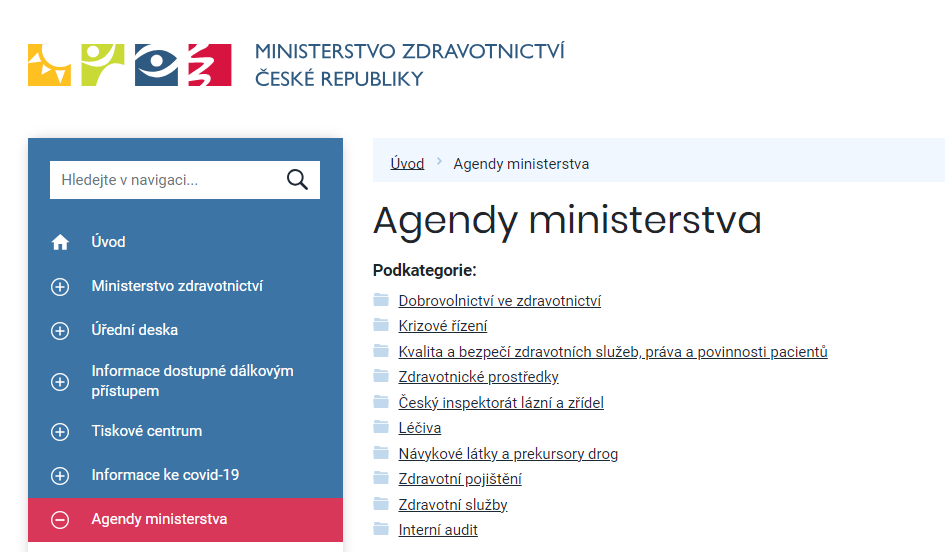 MINISTERSTVO ZDRAVOTNICTVÍ
ČESKÉ REPUBLIKY
Hledejte v navigaci...
Úvod
Ministerstvo zdravotnictví
Úřední deska
Informace dostupné dálkovým
přístupem
Tiskové centrum
Informace ke covid-19
Agendy ministerstva
Úvod > Agendy ministerstva
Agendy ministerstva
Podkategorie:
Dobrovolnictví ve zdravotnictví
Krizové řízení
Kvalita a bezpečí zdravotních služeb, práva a povinnosti pacientů
Zdravotnické prostředky
Český inspektorát lázní a zřídel
Léčiva
Návykové látky a prekursory drog
Zdravotní pojištění
Zdravotní služby
Interní audit